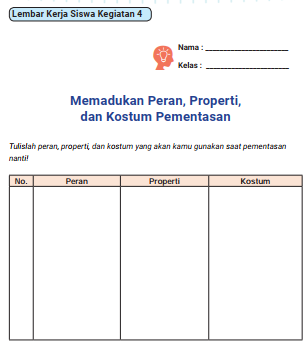 Lembar Kerja Siswa Kegiatan 4
Nama : ____________________
Kelas : ____________________
Memadukan Peran, Properti,
dan Kostum Pementasan
Tulislah peran, properti, dan kostum yang akan kamu gunakan saat pementasan
nanti!
No. Peran Properti Kostum